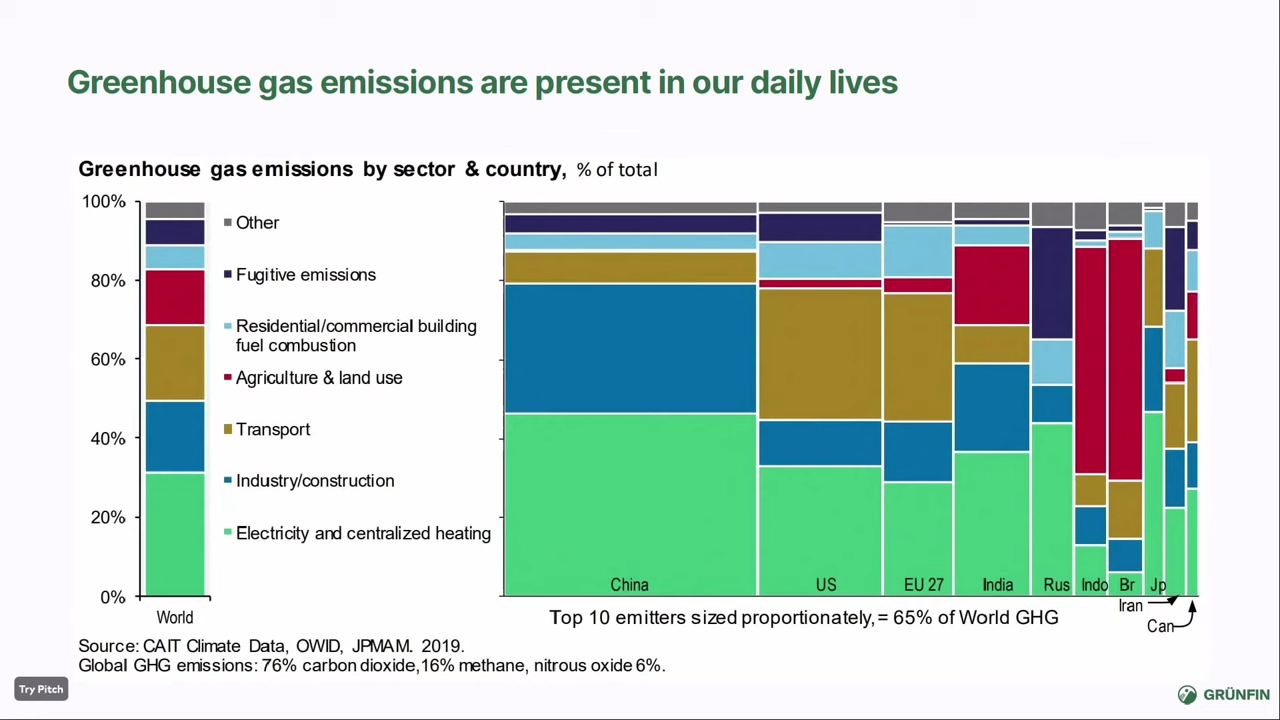 Greenhouse gas emissions are present in our daily lives
Greenhouse gas emissions by sector & country, % of total
100%
80%
60%
40%
20%
0%
World
Other
Fugitive emissions
Residential/commercial building
fuel combustion
Agriculture & land use
Transport
Industry/construction
Electricity and centralized heating
China
US
EU 27
India
Rus
Indo
Br
Jp
Iran
Can
Top 10 emitters sized proportionately, = 65% of World GHG
Source: CAIT Climate Data, OWID, JPMAM. 2019.
Global GHG emissions: 76% carbon dioxide,16% methane, nitrous oxide 6%.
Try Pitch
GRÜNFIN